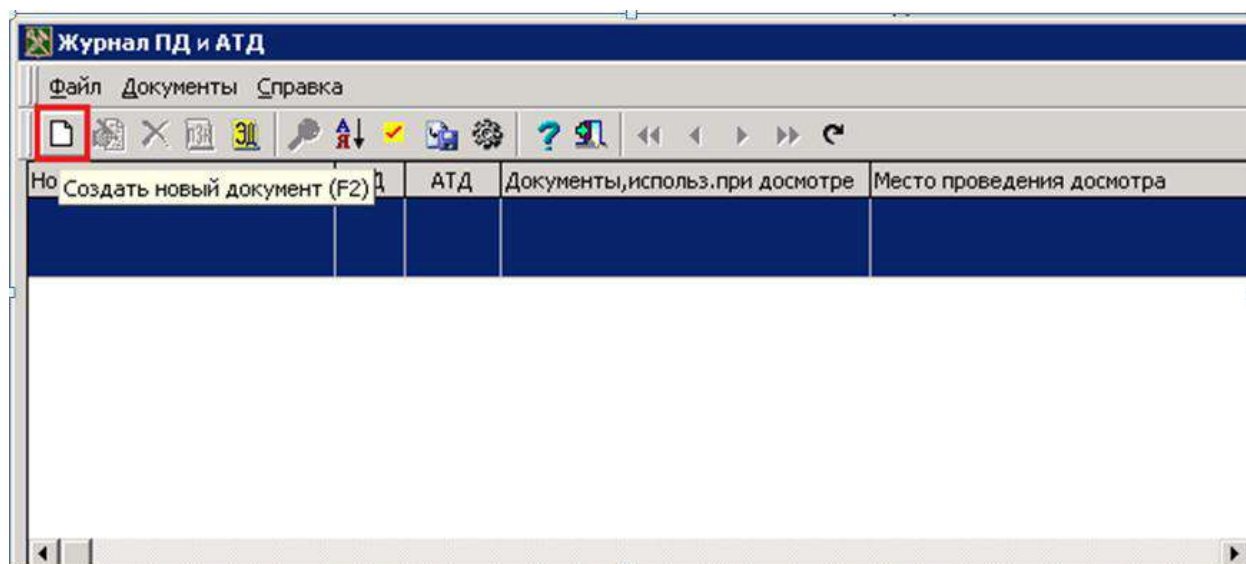 Журнал ПД и АТД
Файл Документы Справка
Но Д АТД Документы,использ.при досмотре Место проведения досмотра
Создать новый документ (F2)